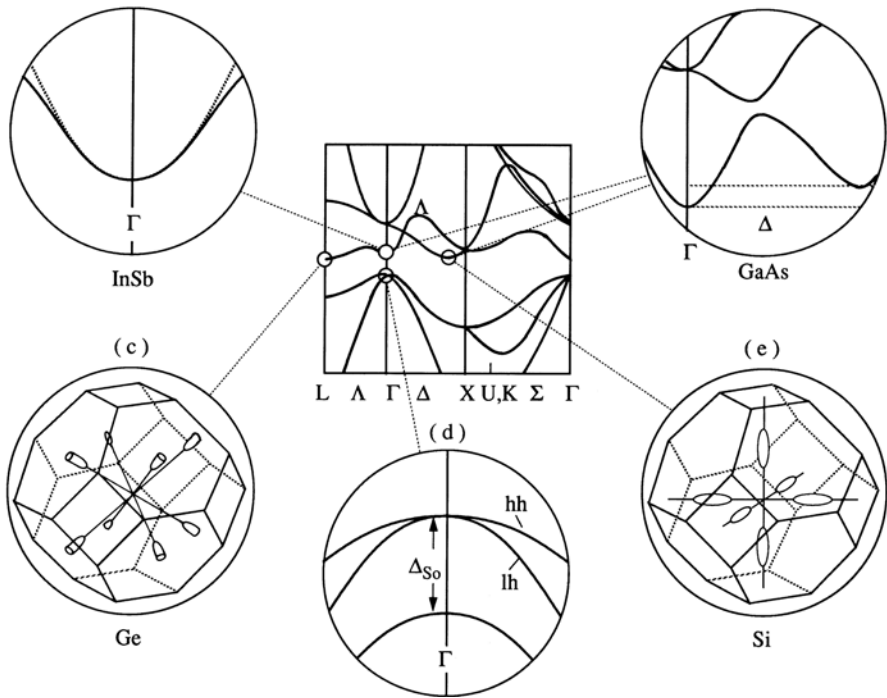 Γ
InSb
Γ Δ
GaAs
Λ
L Λ Γ Δ X U,K Σ Γ
(c)
(d)
(e)
Ge
hh
lh
Δ_So
Γ
Si